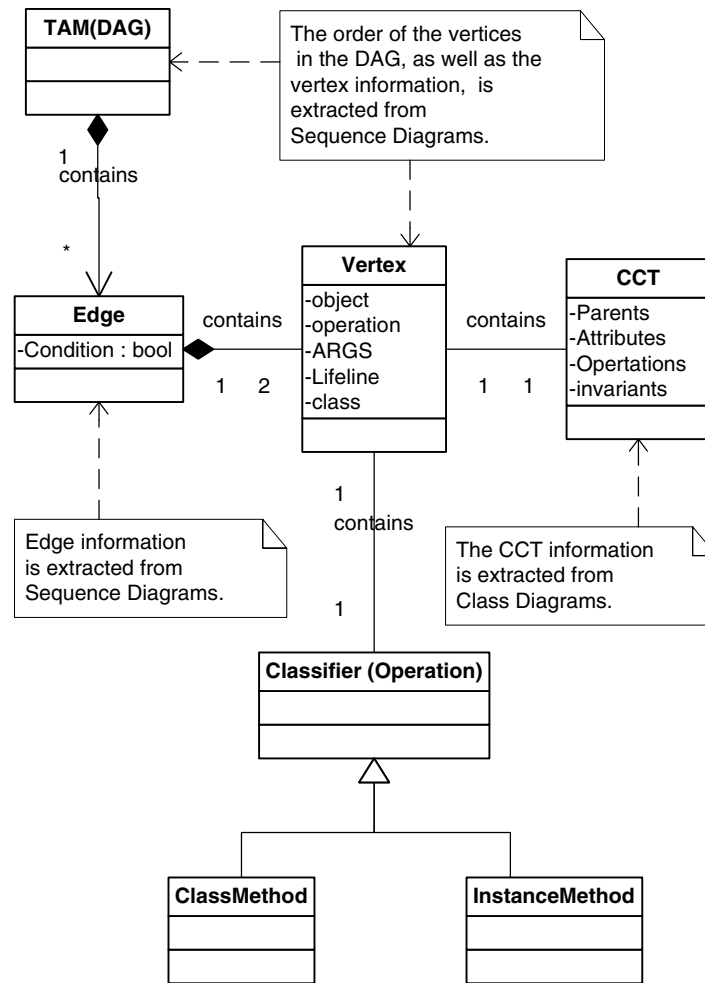 TAM(DAG)
The order of the vertices
in the DAG, as well as the
vertex information, is
extracted from
Sequence Diagrams.
1
contains
*
Edge
-Condition : bool
contains
1 2
Vertex
-object
-operation
-ARGS
-Lifeline
-class
contains
1 1
CCT
-Parents
-Attributes
-Opertations
-invariants
Edge information
is extracted from
Sequence Diagrams.
1
contains
1
The CCT information
is extracted from
Class Diagrams.
Classifier (Operation)
ClassMethod
InstanceMethod